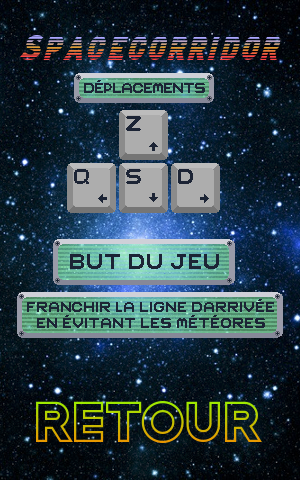 SPACECORRIDOR
DÉPLACEMENTS
Z
↑
Q S D
← ↓ →
BUT DU JEU
FRANCHIR LA LIGNE DARRIVÉE
EN ÉVITANT LES MÉTÉORES
RETOUR